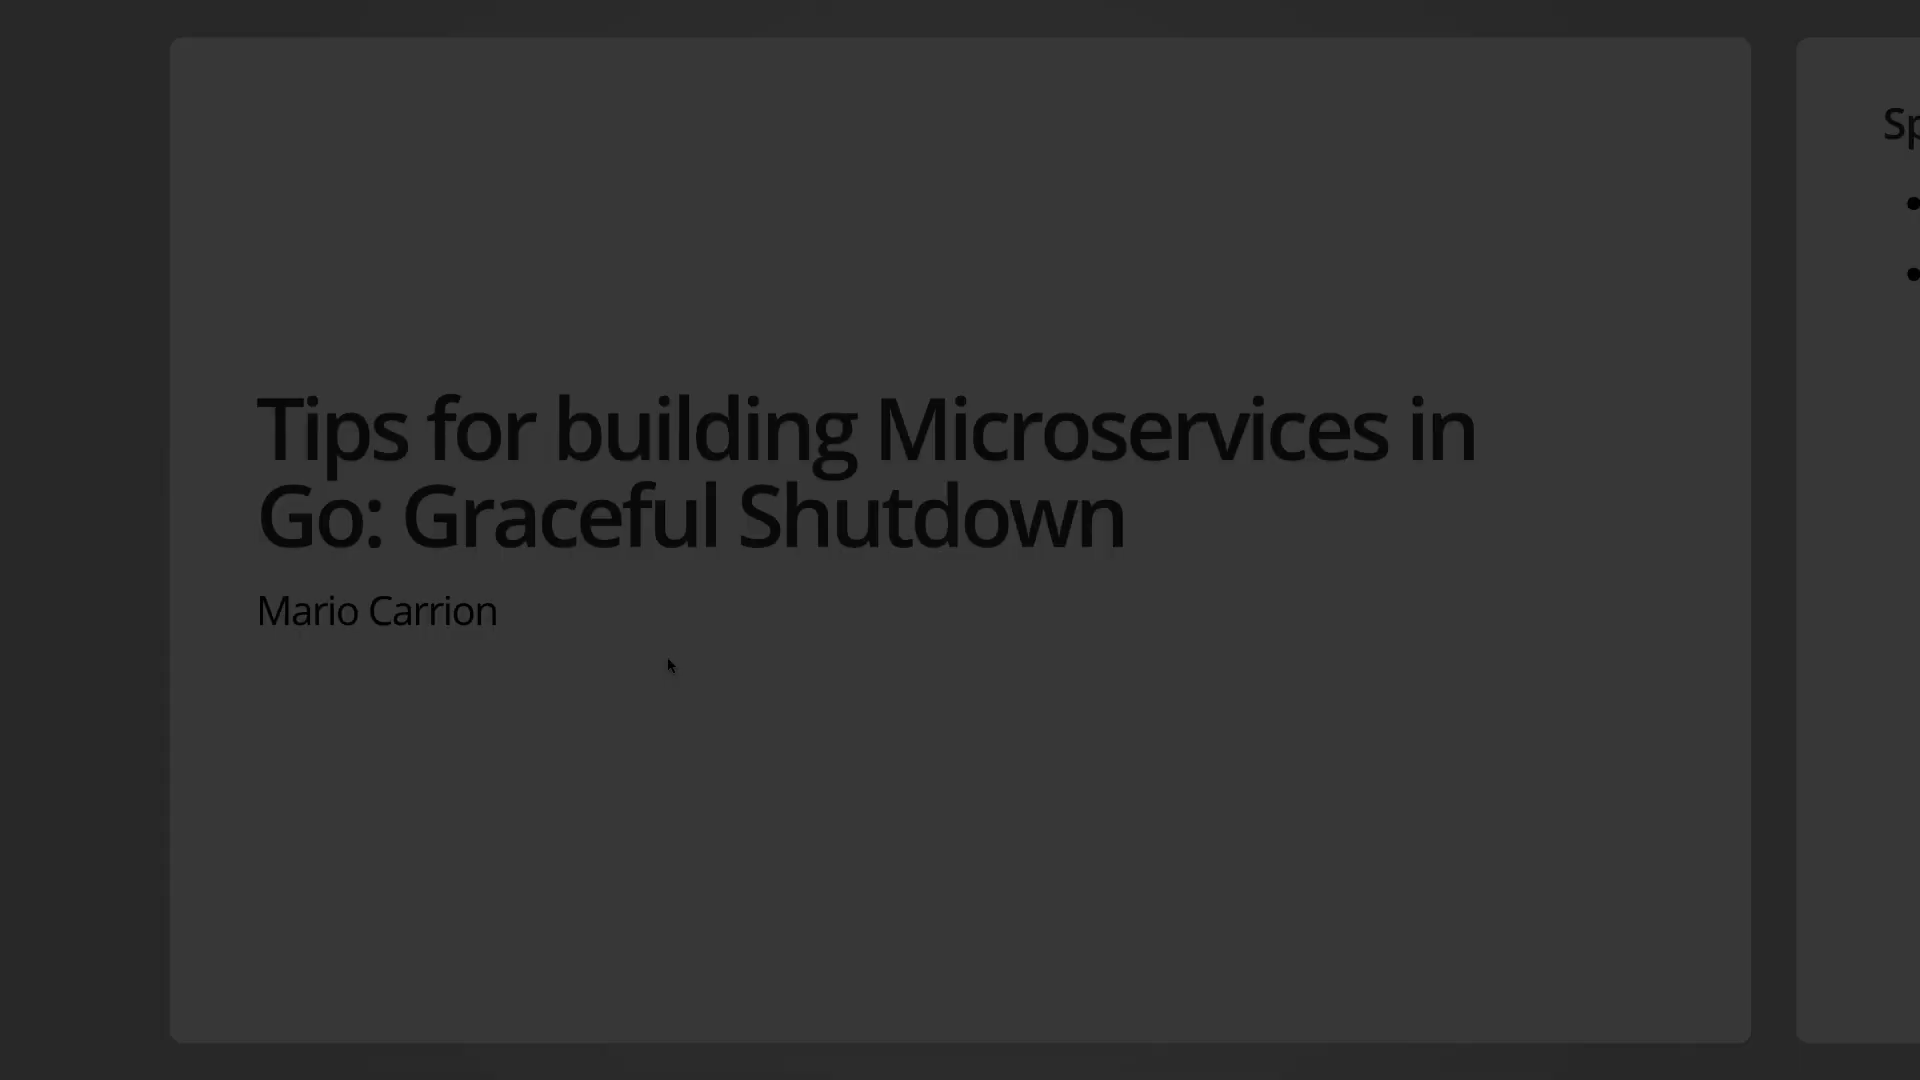 Tips for building Microservices in
Go: Graceful Shutdown
Mario Carrion